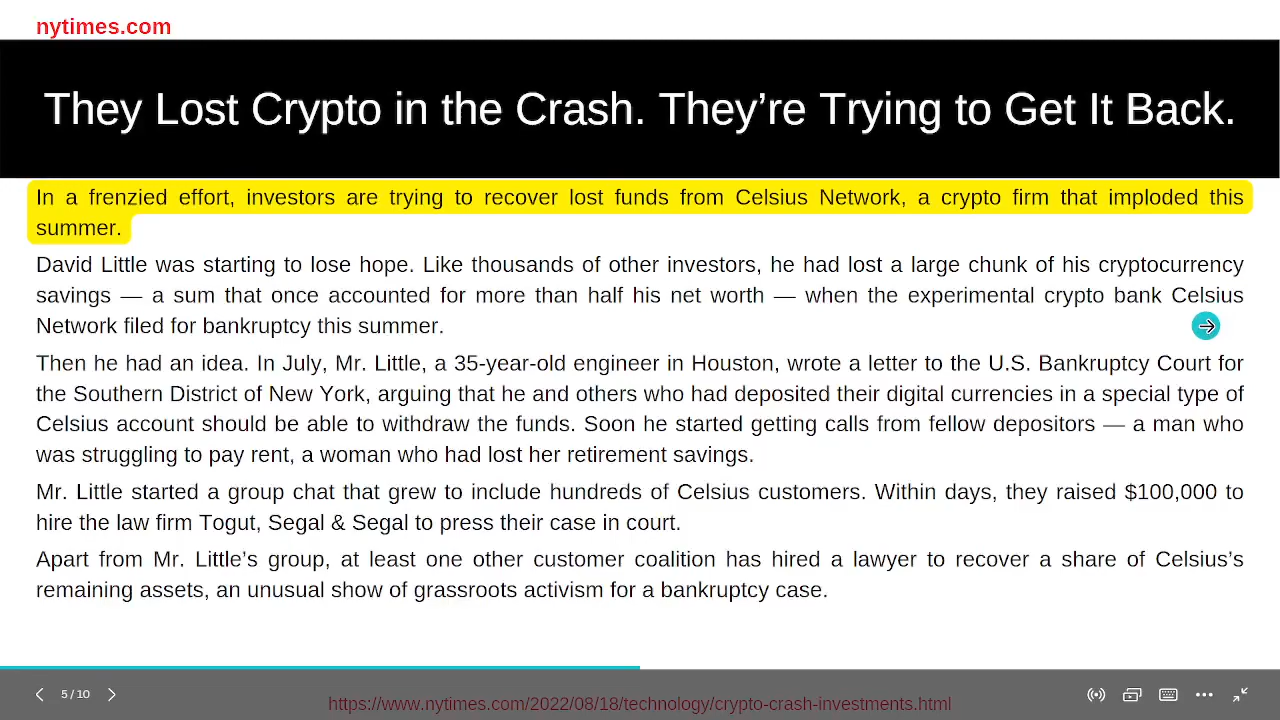 nytimes.com
They Lost Crypto in the Crash. They’re Trying to Get It Back.
In a frenzied effort, investors are trying to recover lost funds from Celsius Network, a crypto firm that imploded this
summer.
David Little was starting to lose hope. Like thousands of other investors, he had lost a large chunk of his cryptocurrency
savings — a sum that once accounted for more than half his net worth — when the experimental crypto bank Celsius
Network filed for bankruptcy this summer.
Then he had an idea. In July, Mr. Little, a 35-year-old engineer in Houston, wrote a letter to the U.S. Bankruptcy Court for
the Southern District of New York, arguing that he and others who had deposited their digital currencies in a special type of
Celsius account should be able to withdraw the funds. Soon he started getting calls from fellow depositors — a man who
was struggling to pay rent, a woman who had lost her retirement savings.
Mr. Little started a group chat that grew to include hundreds of Celsius customers. Within days, they raised $100,000 to
hire the law firm Togut, Segal & Segal to press their case in court.
Apart from Mr. Little’s group, at least one other customer coalition has hired a lawyer to recover a share of Celsius’s
remaining assets, an unusual show of grassroots activism for a bankruptcy case.
5 / 10
https://www.nytimes.com/2022/08/18/technology/crypto-crash-investments.html